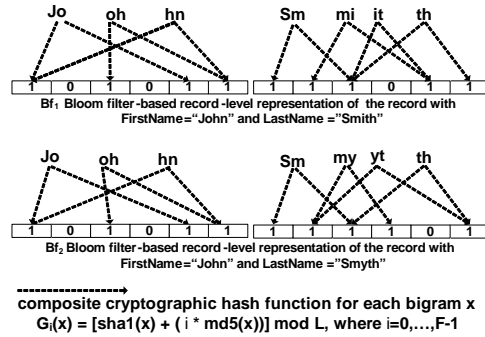 Jo oh hn Sm mi it th
1 0 1 0 1 1 1 1 1 0 1 1
Bf1 Bloom filter-based record-level representation of the record with
FirstName="John" and LastName ="Smith"
Jo oh hn Sm my yt th
1 0 1 0 1 1 1 1 1 1 0 1
Bf2 Bloom filter-based record-level representation of the record with
FirstName="John" and LastName ="Smyth"
composite cryptographic hash function for each bigram x
Gi(x) = [sha1(x) + ( i * md5(x))] mod L, where i=0,...,F-1